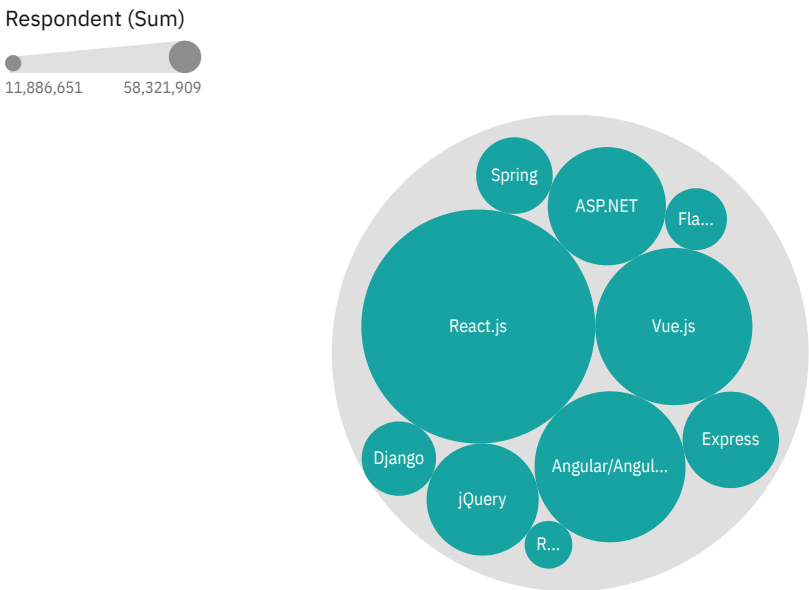 Respondent (Sum)
11,886,651 58,321,909
Spring
ASP.NET
Fla...
React.js
Vue.js
Express
Django
Angular/Angul...
jQuery
R...